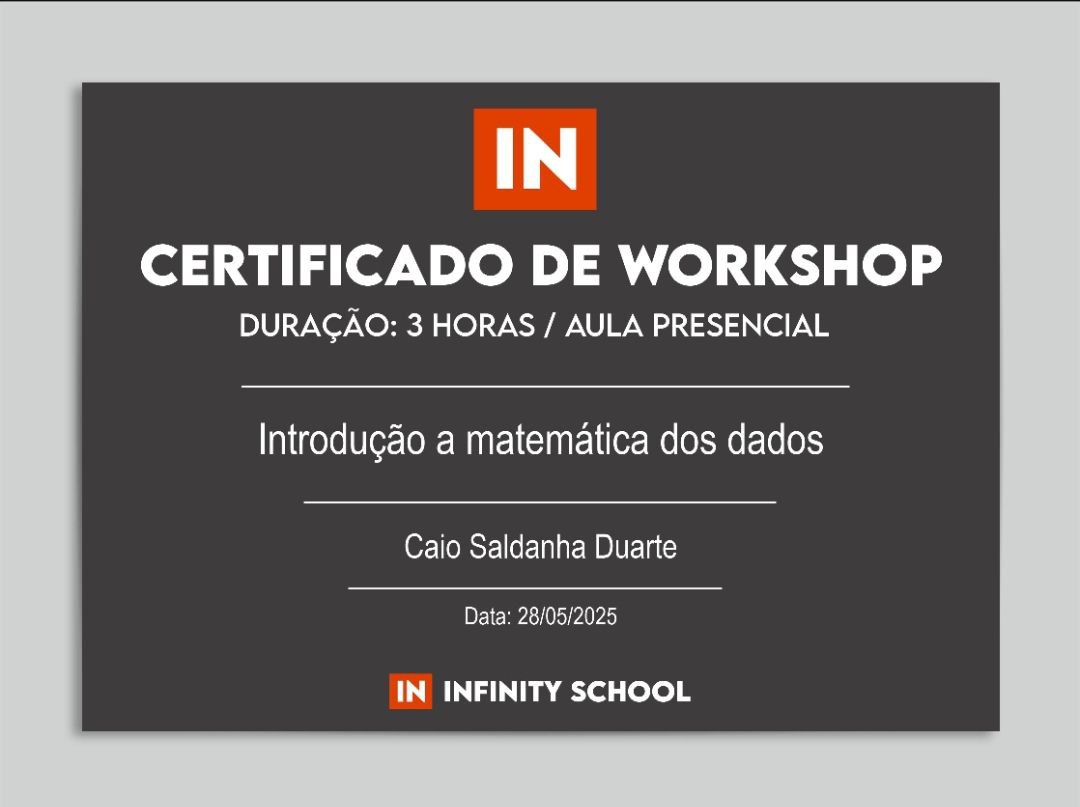 IN
CERTIFICADO DE WORKSHOP
DURAÇÃO: 3 HORAS / AULA PRESENCIAL
Introdução a matemática dos dados
Caio Saldanha Duarte
Data: 28/05/2025
IN INFINITY SCHOOL